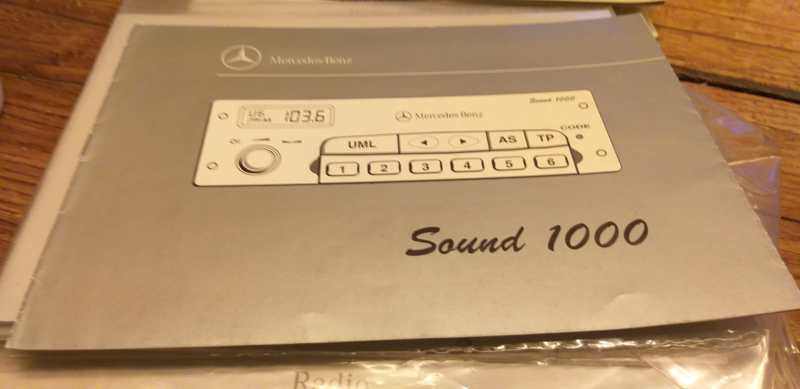 Mercedes-Benz
Sound 1000
UK 103.6
Mercedes-Benz
CODE
UML
AS
TP
1 2 3 4 5 6
Sound 1000
Radio